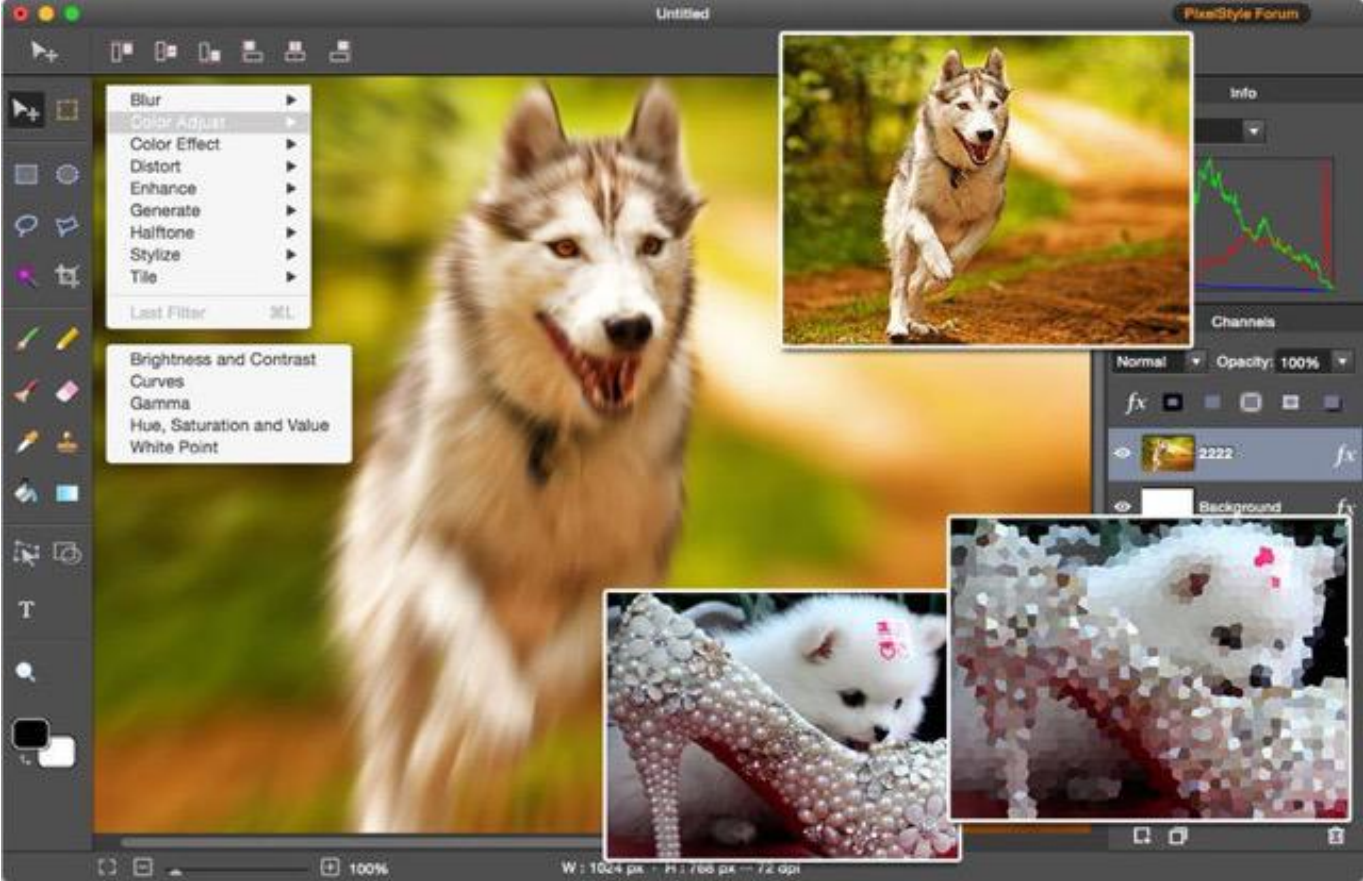 Untitled
PixelStyle Forum
Info
Blur
Color Adjust
Color Effect
Distort
Enhance
Generate
Halftone
Stylize
Tile
Last Filter ⌘L
Brightness and Contrast
Curves
Gamma
Hue, Saturation and Value
White Point
Channels
Normal Opacity: 100%
fx
2222 fx
Background fx
T
100%
W : 1024 px · H : 768 px — 72 dpi